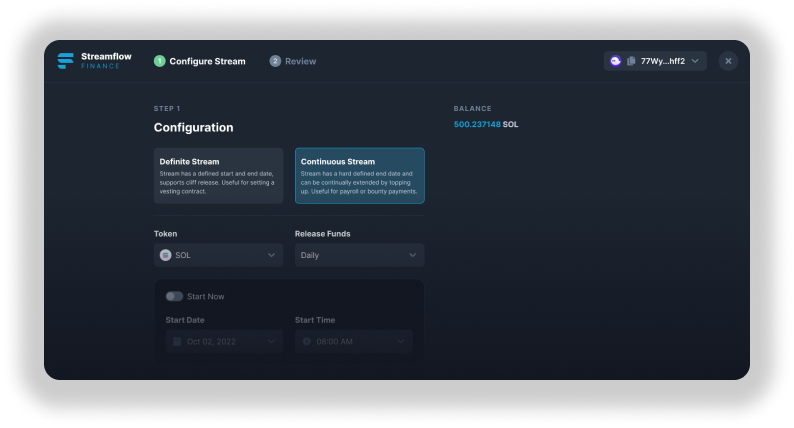 Streamflow
FINANCE
1 Configure Stream
2 Review
77Wy...hff2
STEP 1
Configuration
BALANCE
500.237148 SOL
Definite Stream
Stream has a defined start and end date,
supports cliff release. Useful for setting a
vesting contract.
Continuous Stream
Stream has a hard defined end date and
can be continually extended by topping
up. Useful for payroll or bounty payments.
Token
SOL
Release Funds
Daily
Start Now
Start Date
Oct 02, 2022
Start Time
08:00 AM